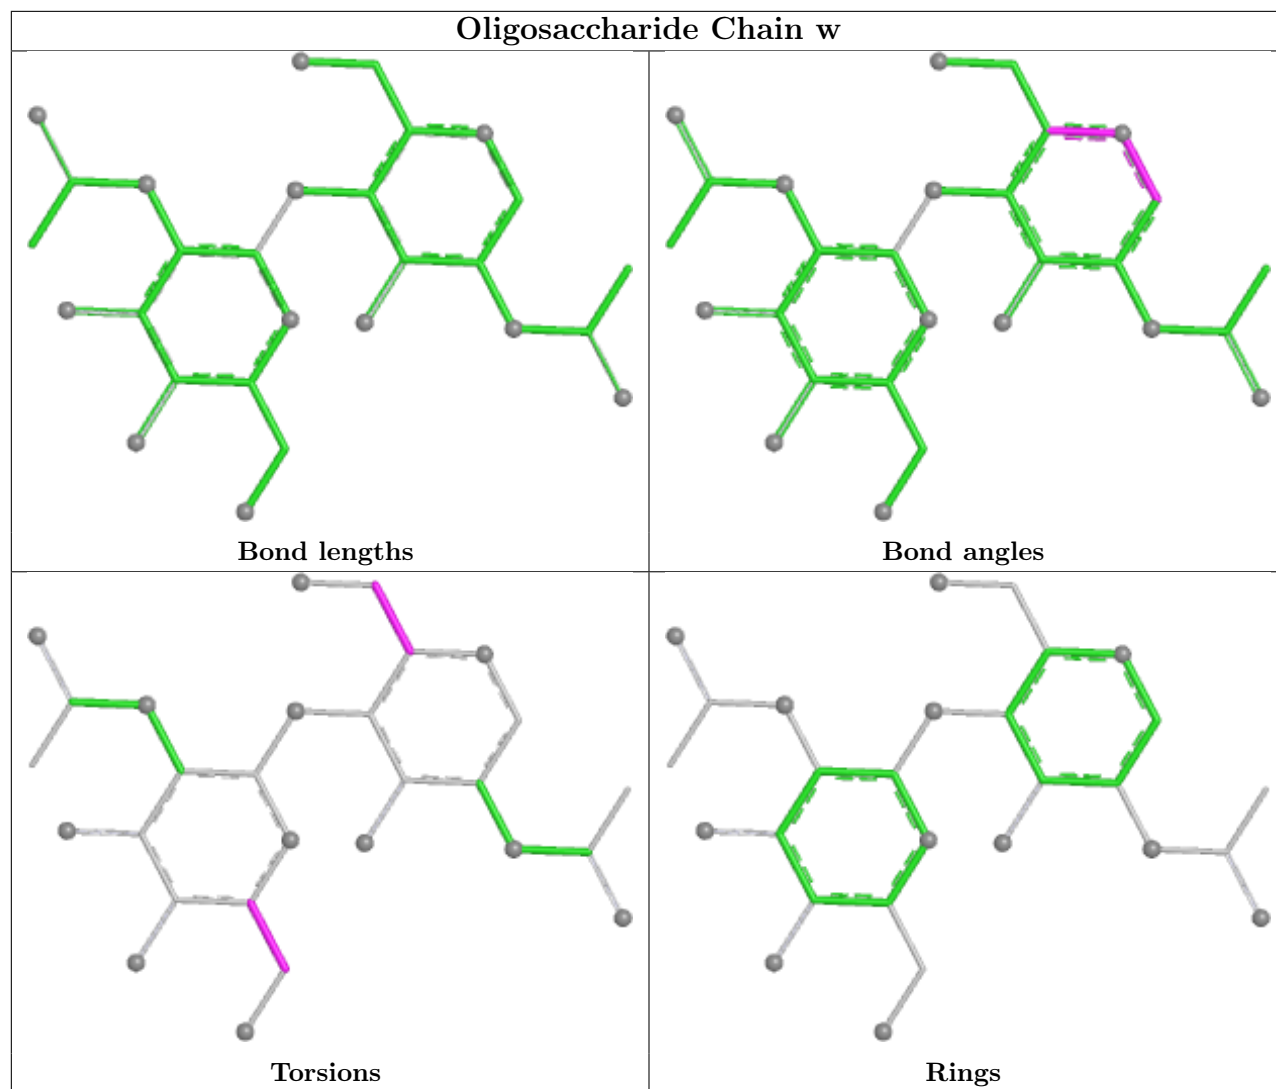 Oligosaccharide Chain w
Bond lengths
Bond angles
Torsions
Rings